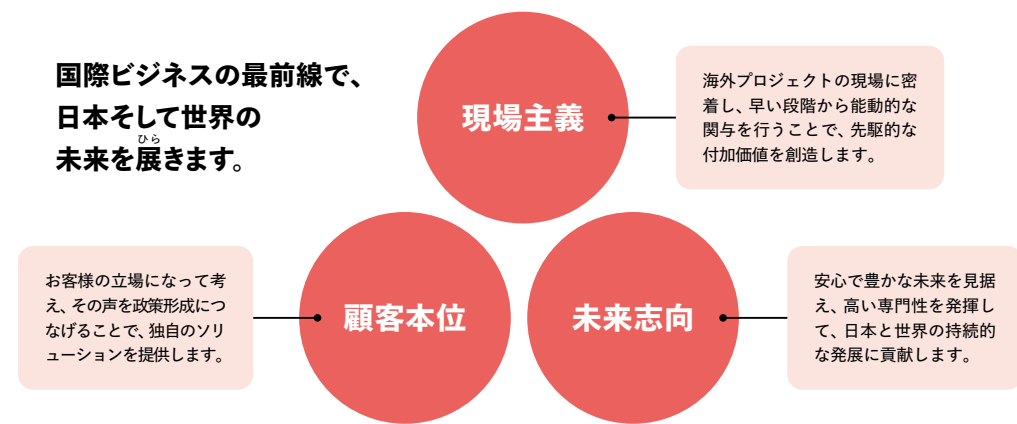 国際ビジネスの最前線で、
日本そして世界の
ひら
未来を展きます。
現場主義
海外プロジェクトの現場に密
着し、早い段階から能動的な
関与を行うことで、先駆的な
付加価値を創造します。
顧客本位
お客様の立場になって考
え、その声を政策形成につ
なげることで、独自のソリ
ューションを提供します。
未来志向
安心で豊かな未来を見据
え、高い専門性を発揮し
て、日本と世界の持続的
な発展に貢献します。